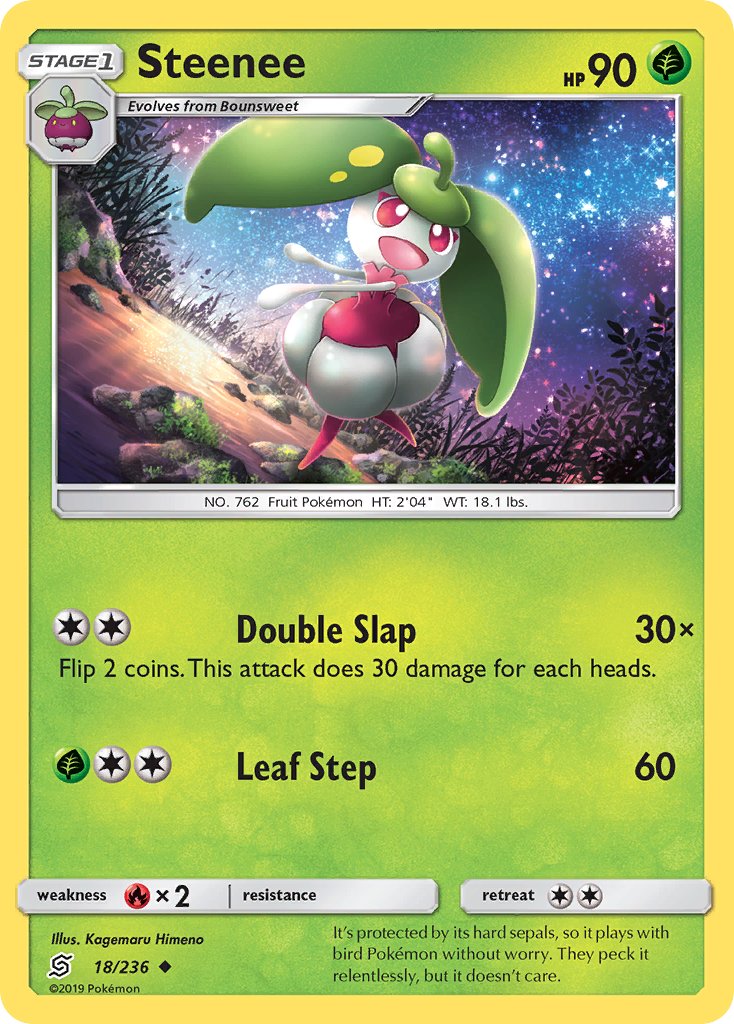 STAGE1
Steenee
HP90
Evolves from Bounsweet
NO. 762 Fruit Pokémon HT: 2'04" WT: 18.1 lbs.
Double Slap 30×
Flip 2 coins. This attack does 30 damage for each heads.
Leaf Step 60
weakness × 2 resistance retreat
Illus. Kagemaru Himeno
18/236
©2019 Pokémon
It's protected by its hard sepals, so it plays with
bird Pokémon without worry. They peck it
relentlessly, but it doesn't care.